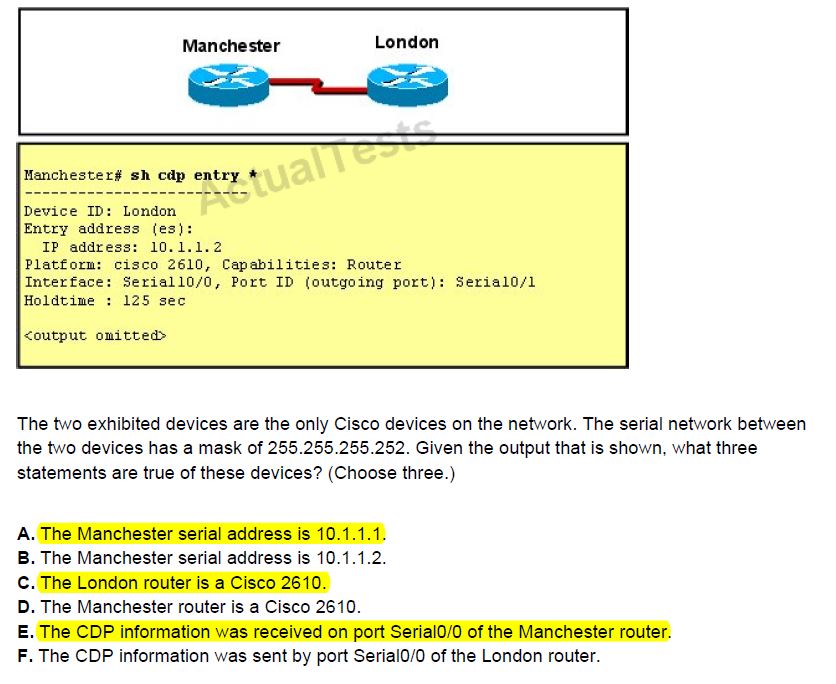 Manchester
London
ActualTests
Manchester# sh cdp entry *
--------------------------
Device ID: London
Entry address (es):
IP address: 10.1.1.2
Platform: cisco 2610, Capabilities: Router
Interface: Serial10/0, Port ID (outgoing port): Serial0/1
Holdtime : 125 sec
<output omitted>
The two exhibited devices are the only Cisco devices on the network. The serial network between
the two devices has a mask of 255.255.255.252. Given the output that is shown, what three
statements are true of these devices? (Choose three.)
A. The Manchester serial address is 10.1.1.1.
B. The Manchester serial address is 10.1.1.2.
C. The London router is a Cisco 2610.
D. The Manchester router is a Cisco 2610.
E. The CDP information was received on port Serial0/0 of the Manchester router.
F. The CDP information was sent by port Serial0/0 of the London router.